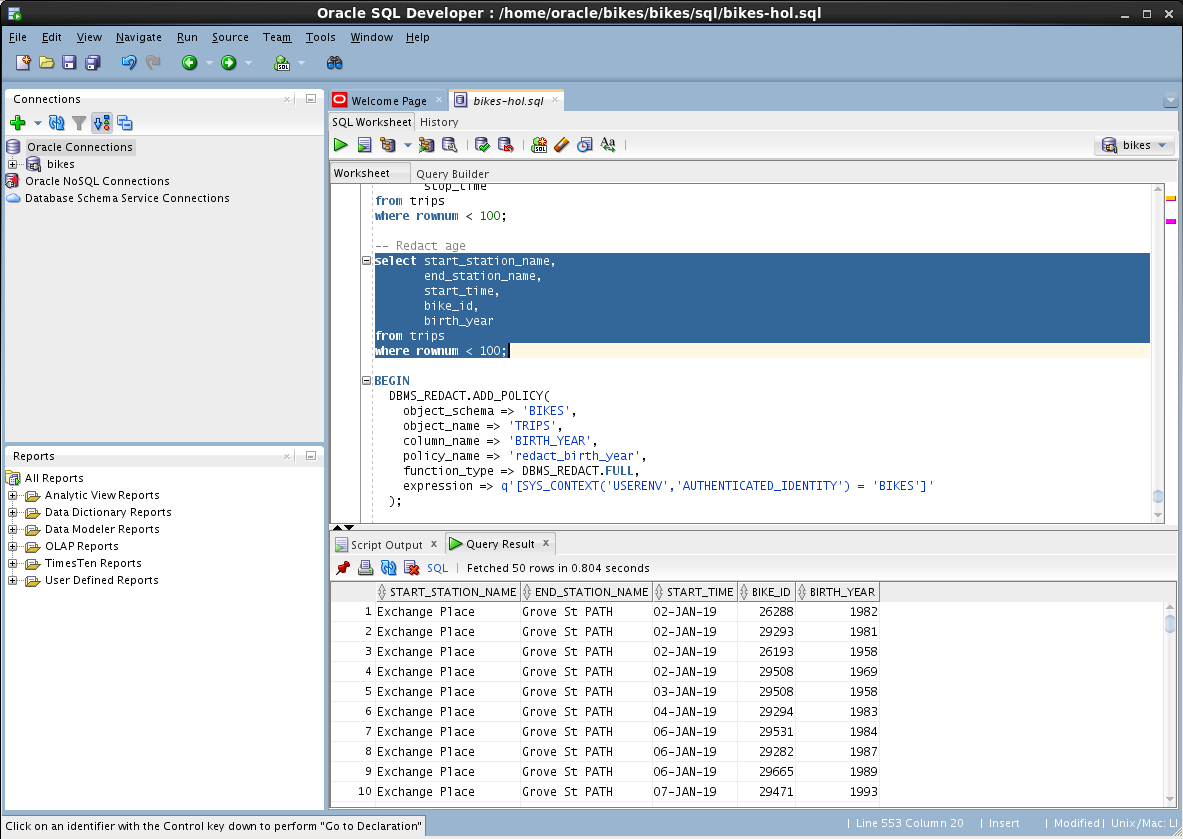 Oracle SQL Developer : /home/oracle/bikes/bikes/sql/bikes-hol.sql
File Edit View Navigate Run Source Team Tools Window Help
Connections
Oracle Connections
bikes
Oracle NoSQL Connections
Database Schema Service Connections
Reports
All Reports
Analytic View Reports
Data Dictionary Reports
Data Modeler Reports
OLAP Reports
TimesTen Reports
User Defined Reports
Welcome Page bikes-hol.sql
SQL Worksheet History
bikes
Worksheet Query Builder
stop_time
from trips
where rownum < 100;
-- Redact age
select start_station_name,
end_station_name,
start_time,
bike_id,
birth_year
from trips
where rownum < 100;
BEGIN
DBMS_REDACT.ADD_POLICY(
object_schema => 'BIKES',
object_name => 'TRIPS',
column_name => 'BIRTH_YEAR',
policy_name => 'redact_birth_year',
function_type => DBMS_REDACT.FULL,
expression => q'[SYS_CONTEXT('USERENV','AUTHENTICATED_IDENTITY') = 'BIKES']'
);
Script Output Query Result
SQL Fetched 50 rows in 0.804 seconds
START_STATION_NAME END_STATION_NAME START_TIME BIKE_ID BIRTH_YEAR
1 Exchange Place Grove St PATH 02-JAN-19 26288 1982
2 Exchange Place Grove St PATH 02-JAN-19 29293 1981
3 Exchange Place Grove St PATH 02-JAN-19 26193 1958
4 Exchange Place Grove St PATH 02-JAN-19 29508 1969
5 Exchange Place Grove St PATH 03-JAN-19 29508 1958
6 Exchange Place Grove St PATH 04-JAN-19 29294 1983
7 Exchange Place Grove St PATH 06-JAN-19 29531 1984
8 Exchange Place Grove St PATH 06-JAN-19 29282 1987
9 Exchange Place Grove St PATH 06-JAN-19 29665 1989
10 Exchange Place Grove St PATH 07-JAN-19 29471 1993
Click on an identifier with the Control key down to perform "Go to Declaration"
| Line 553 Column 20 | Insert | Modified | Unix/Mac: LI